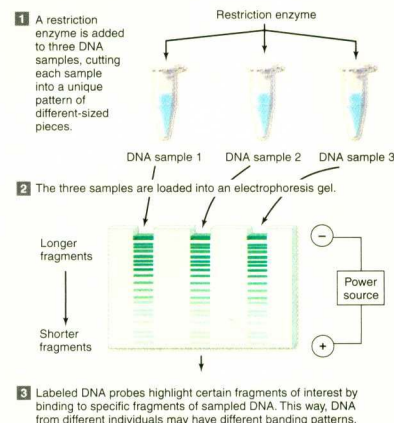 Restriction enzyme
1 A restriction
enzyme is added
to three DNA
samples, cutting
each sample
into a unique
pattern of
different-sized
pieces.
DNA sample 1 DNA sample 2 DNA sample 3
2 The three samples are loaded into an electrophoresis gel.
Longer
fragments
Shorter
fragments
−
Power
source
+
3 Labeled DNA probes highlight certain fragments of interest by
binding to specific fragments of sampled DNA. This way, DNA
from different individuals may have different banding patterns.